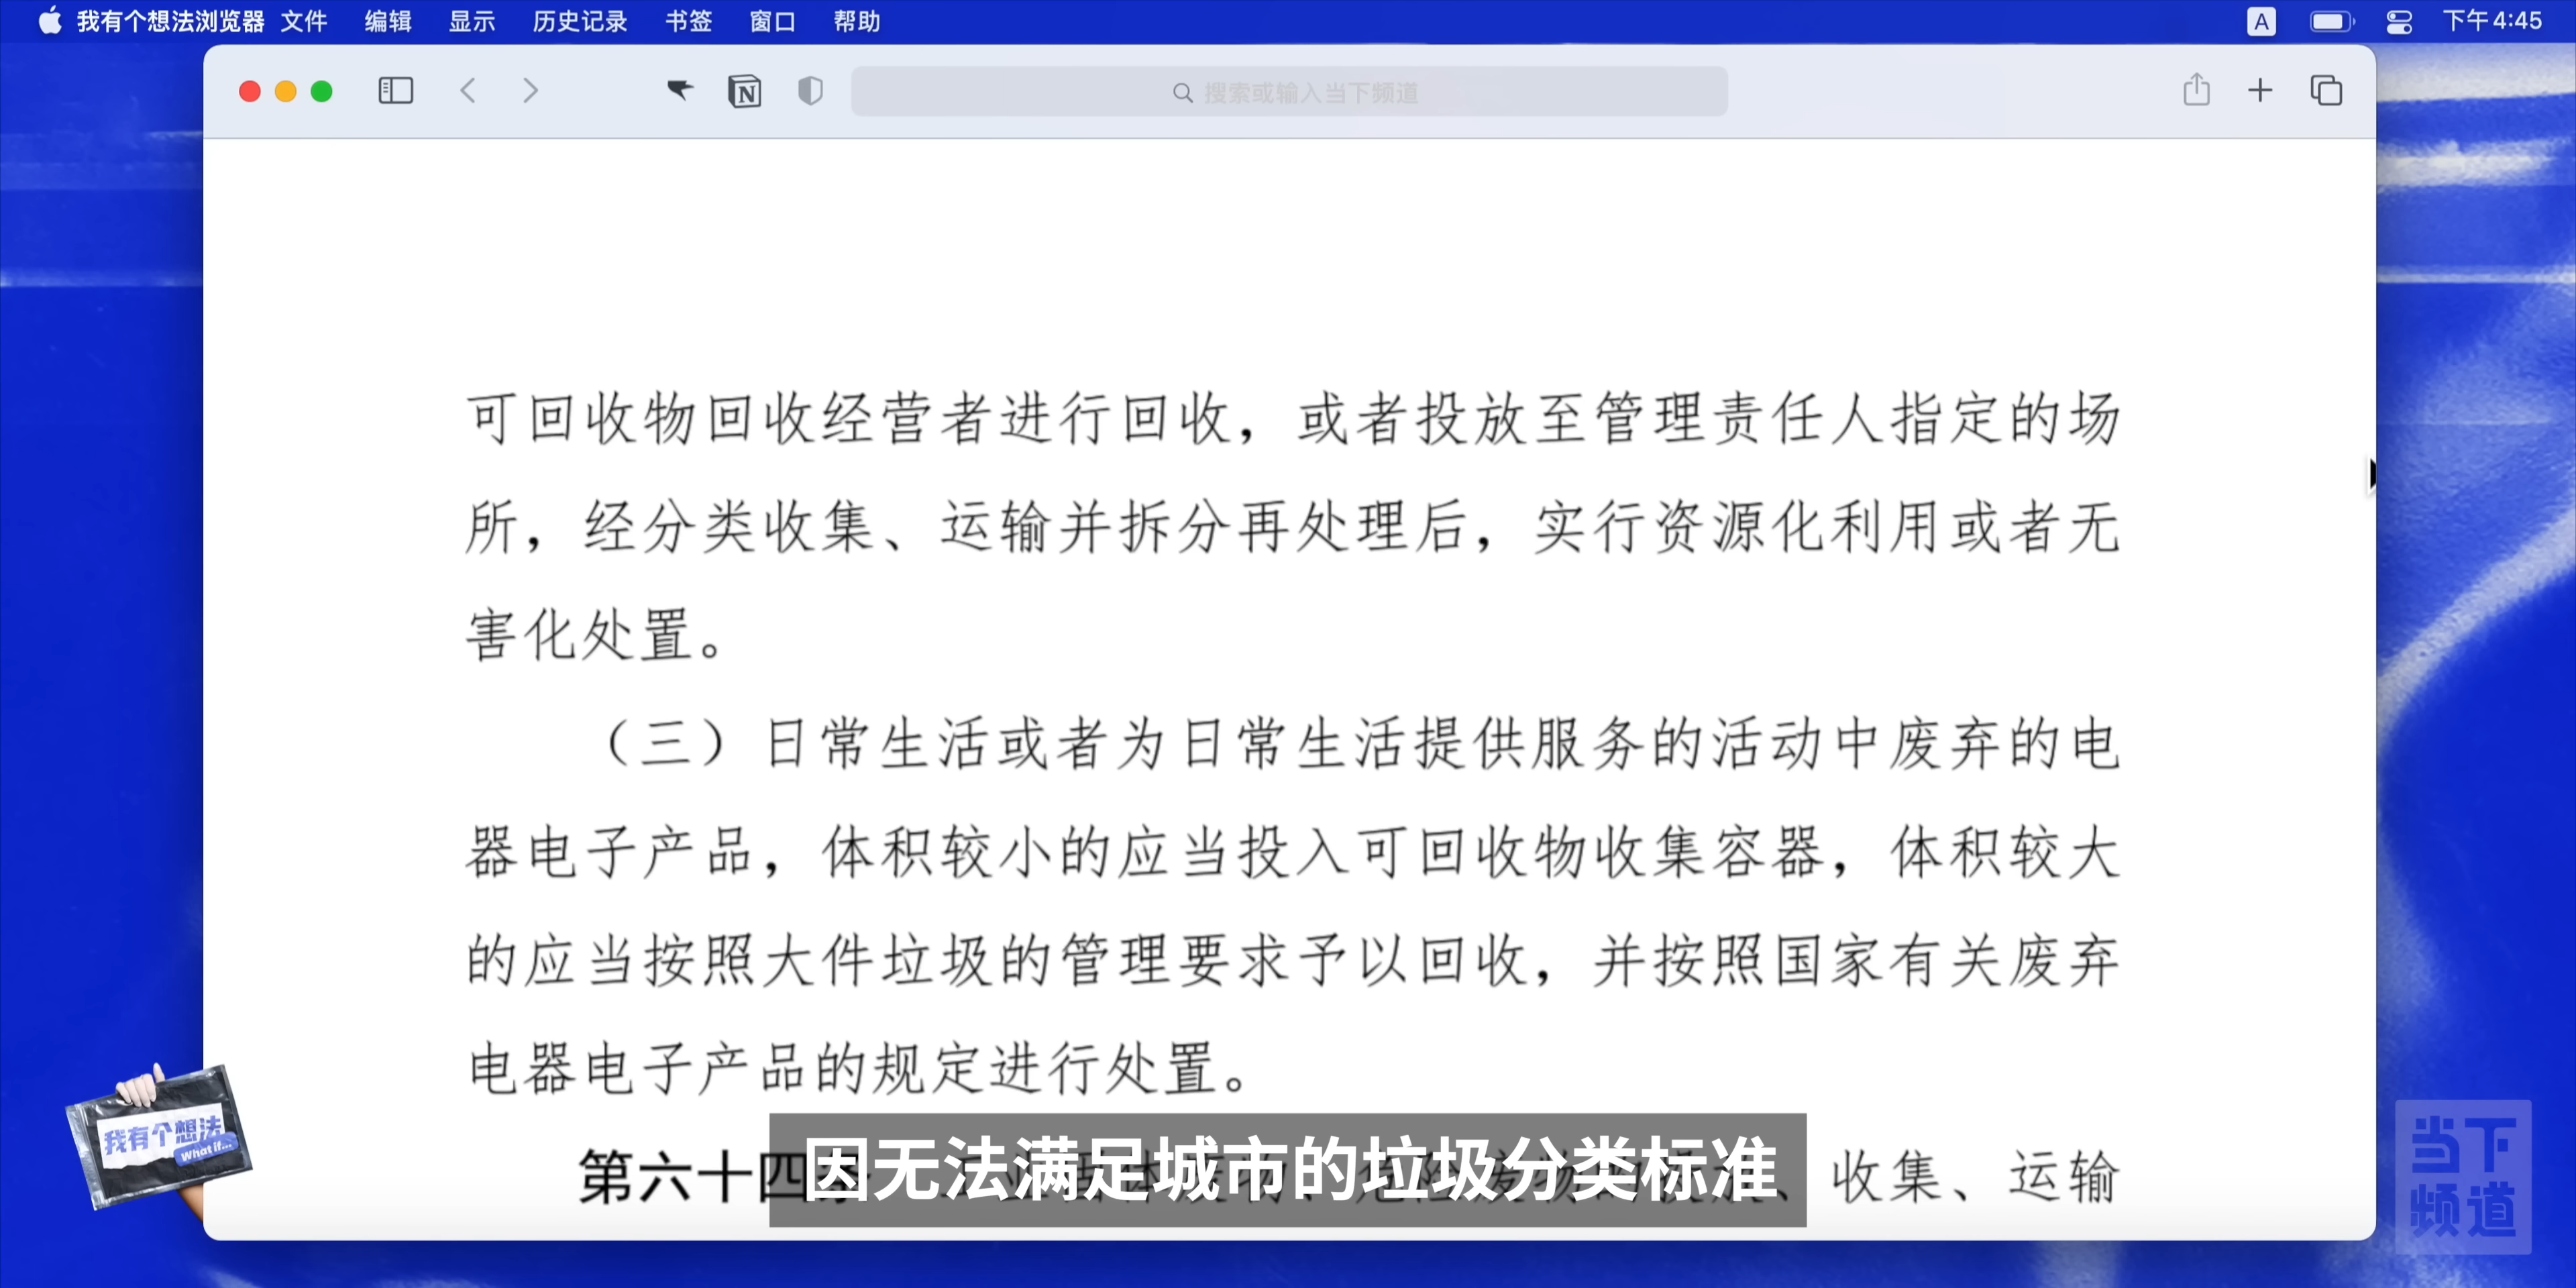 我有个想法浏览器 文件 编辑 显示 历史记录 书签 窗口 帮助
A 下午4:45
搜索或输入当下频道
可回收物回收经营者进行回收，或者投放至管理责任人指定的场
所，经分类收集、运输并拆分再处理后，实行资源化利用或者无
害化处置。
（三）日常生活或者为日常生活提供服务的活动中废弃的电
器电子产品，体积较小的应当投入可回收物收集容器，体积较大
的应当按照大件垃圾的管理要求予以回收，并按照国家有关废弃
电器电子产品的规定进行处置。
第六十四条 、收集、运输
因无法满足城市的垃圾分类标准
我有个想法
What if...
当下
频道